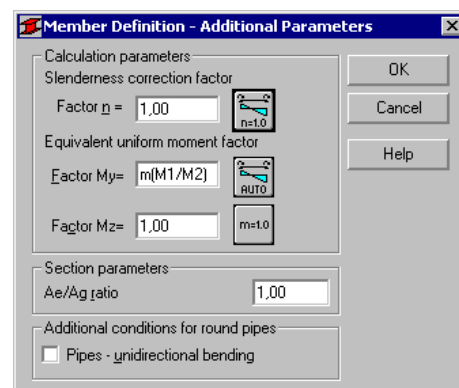 Member Definition - Additional Parameters
Calculation parameters
Slenderness correction factor
Factor n = 1,00
n=1.0
Equivalent uniform moment factor
Factor My= m(M1/M2)
AUTO
Factor Mz= 1,00
m=1.0
Section parameters
Ae/Ag ratio 1,00
Additional conditions for round pipes
Pipes - unidirectional bending
OK
Cancel
Help